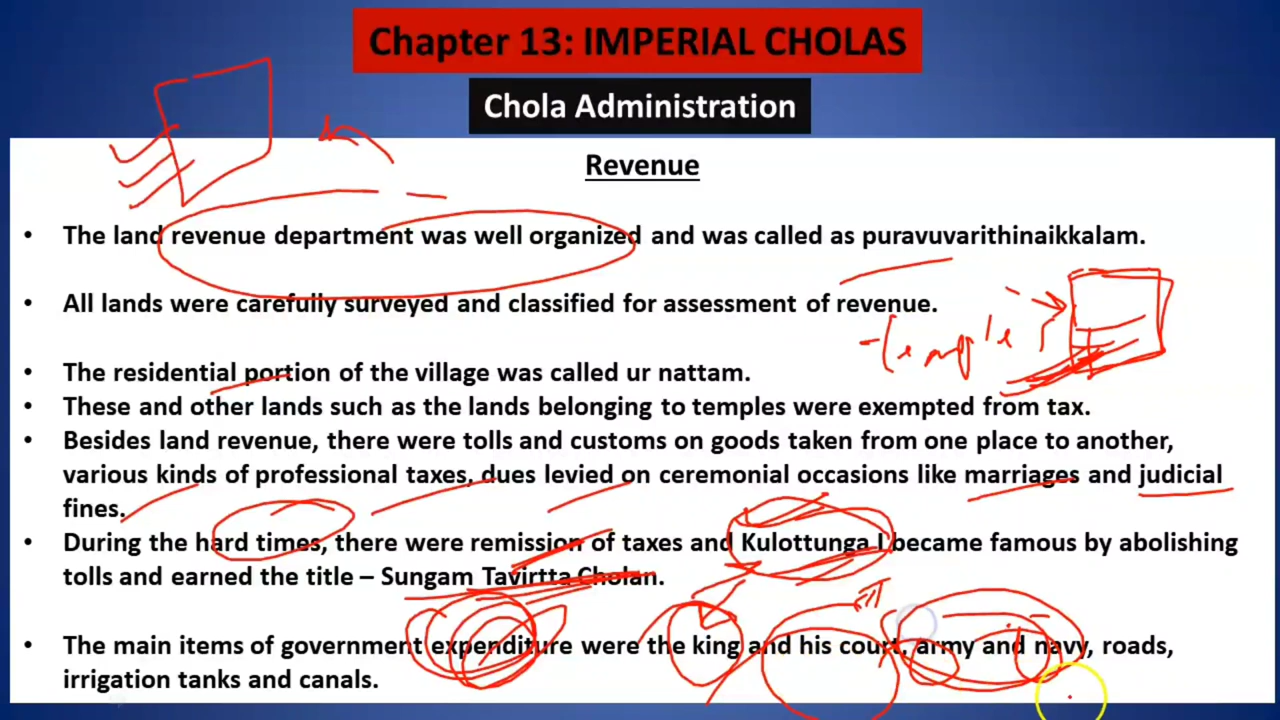 Chapter 13: IMPERIAL CHOLAS
Chola Administration
Revenue
• The land revenue department was well organized and was called as puravuvarithinaikkalam.
• All lands were carefully surveyed and classified for assessment of revenue.
temple
• The residential portion of the village was called ur nattam.
• These and other lands such as the lands belonging to temples were exempted from tax.
• Besides land revenue, there were tolls and customs on goods taken from one place to another,
various kinds of professional taxes, dues levied on ceremonial occasions like marriages and judicial
fines.
• During the hard times, there were remission of taxes and Kulottunga I became famous by abolishing
tolls and earned the title – Sungam Tavirtta Cholan.
• The main items of government expenditure were the king and his court, army and navy, roads,
irrigation tanks and canals.